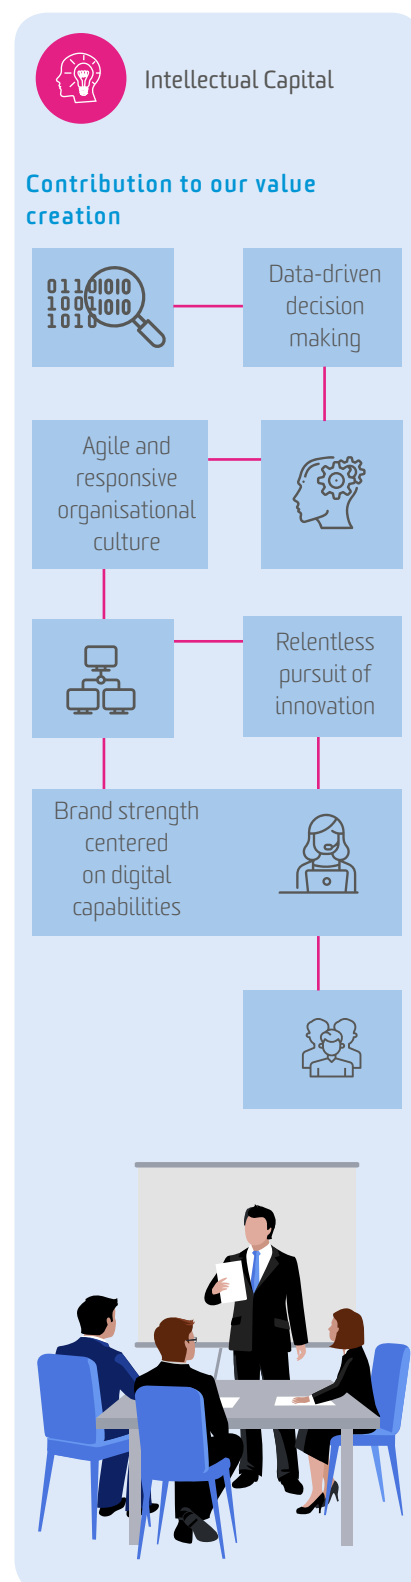 Intellectual Capital
Contribution to our value
creation
0110 1010
1001 1010
1010
Data-driven
decision
making
Agile and
responsive
organisational
culture
Relentless
pursuit of
innovation
Brand strength
centered
on digital
capabilities